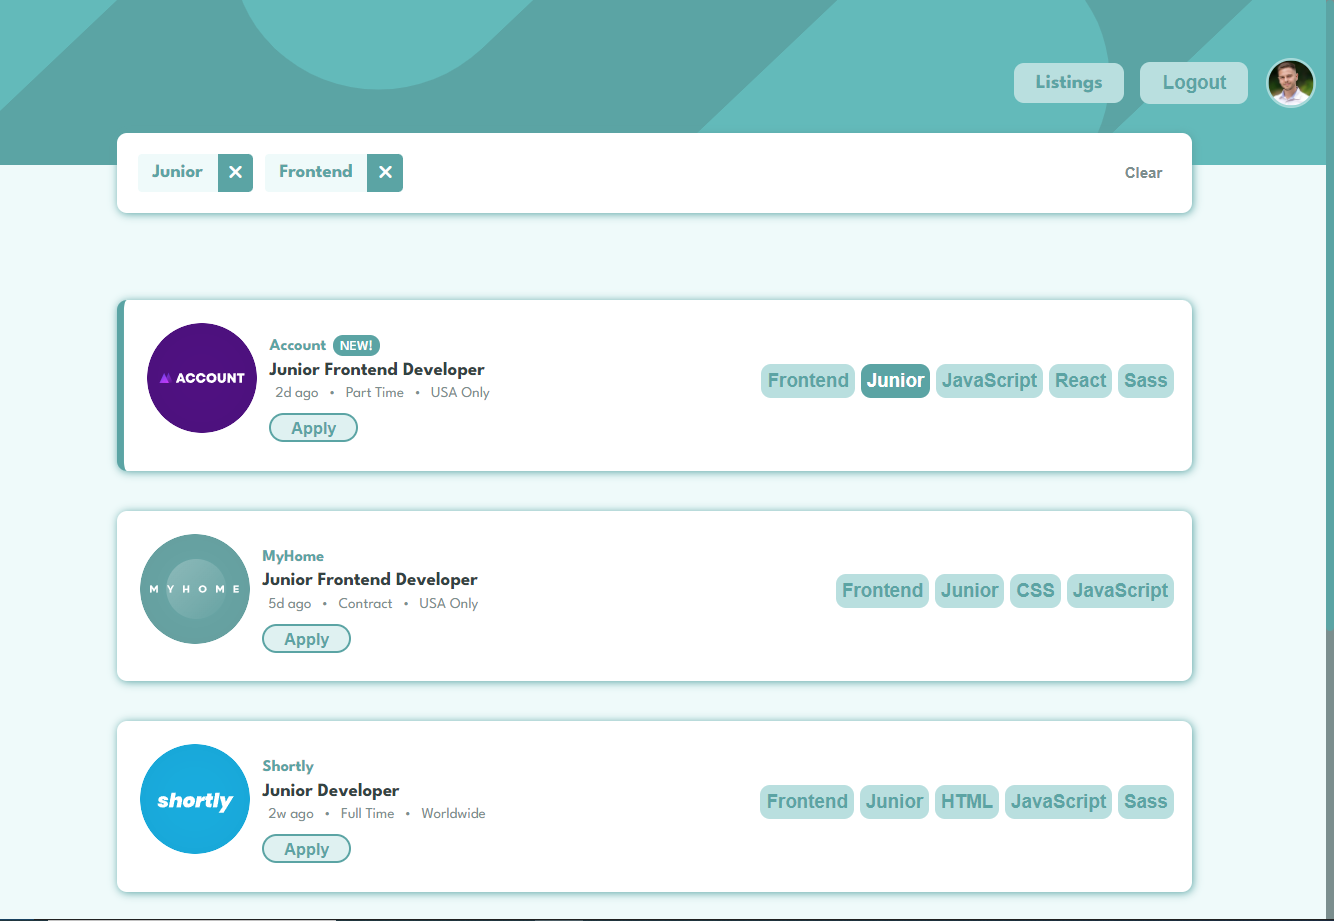 Listings Logout
Junior Frontend Clear
Account NEW!
ACCOUNT
Junior Frontend Developer
2d ago • Part Time • USA Only
Apply
Frontend Junior JavaScript React Sass
MyHome
MYHOME
Junior Frontend Developer
5d ago • Contract • USA Only
Apply
Frontend Junior CSS JavaScript
Shortly
shortly
Junior Developer
2w ago • Full Time • Worldwide
Apply
Frontend Junior HTML JavaScript Sass